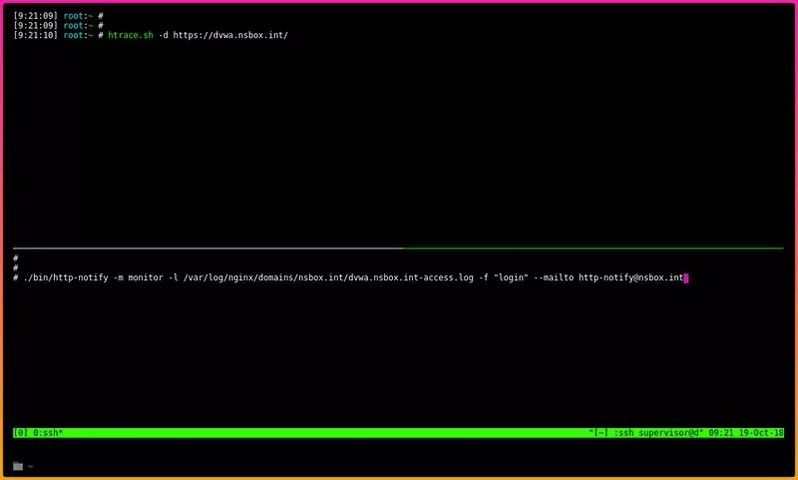 [9:21:09] root:~ #
[9:21:09] root:~ #
[9:21:10] root:~ # htrace.sh -d https://dvwa.nsbox.int/
#
#
# ./bin/http-notify -m monitor -l /var/log/nginx/domains/nsbox.int/dvwa.nsbox.int-access.log -f "login" --mailto http-notify@nsbox.int
[0] 0:ssh* "[~] :ssh supervisor@d" 09:21 19-Oct-18
~